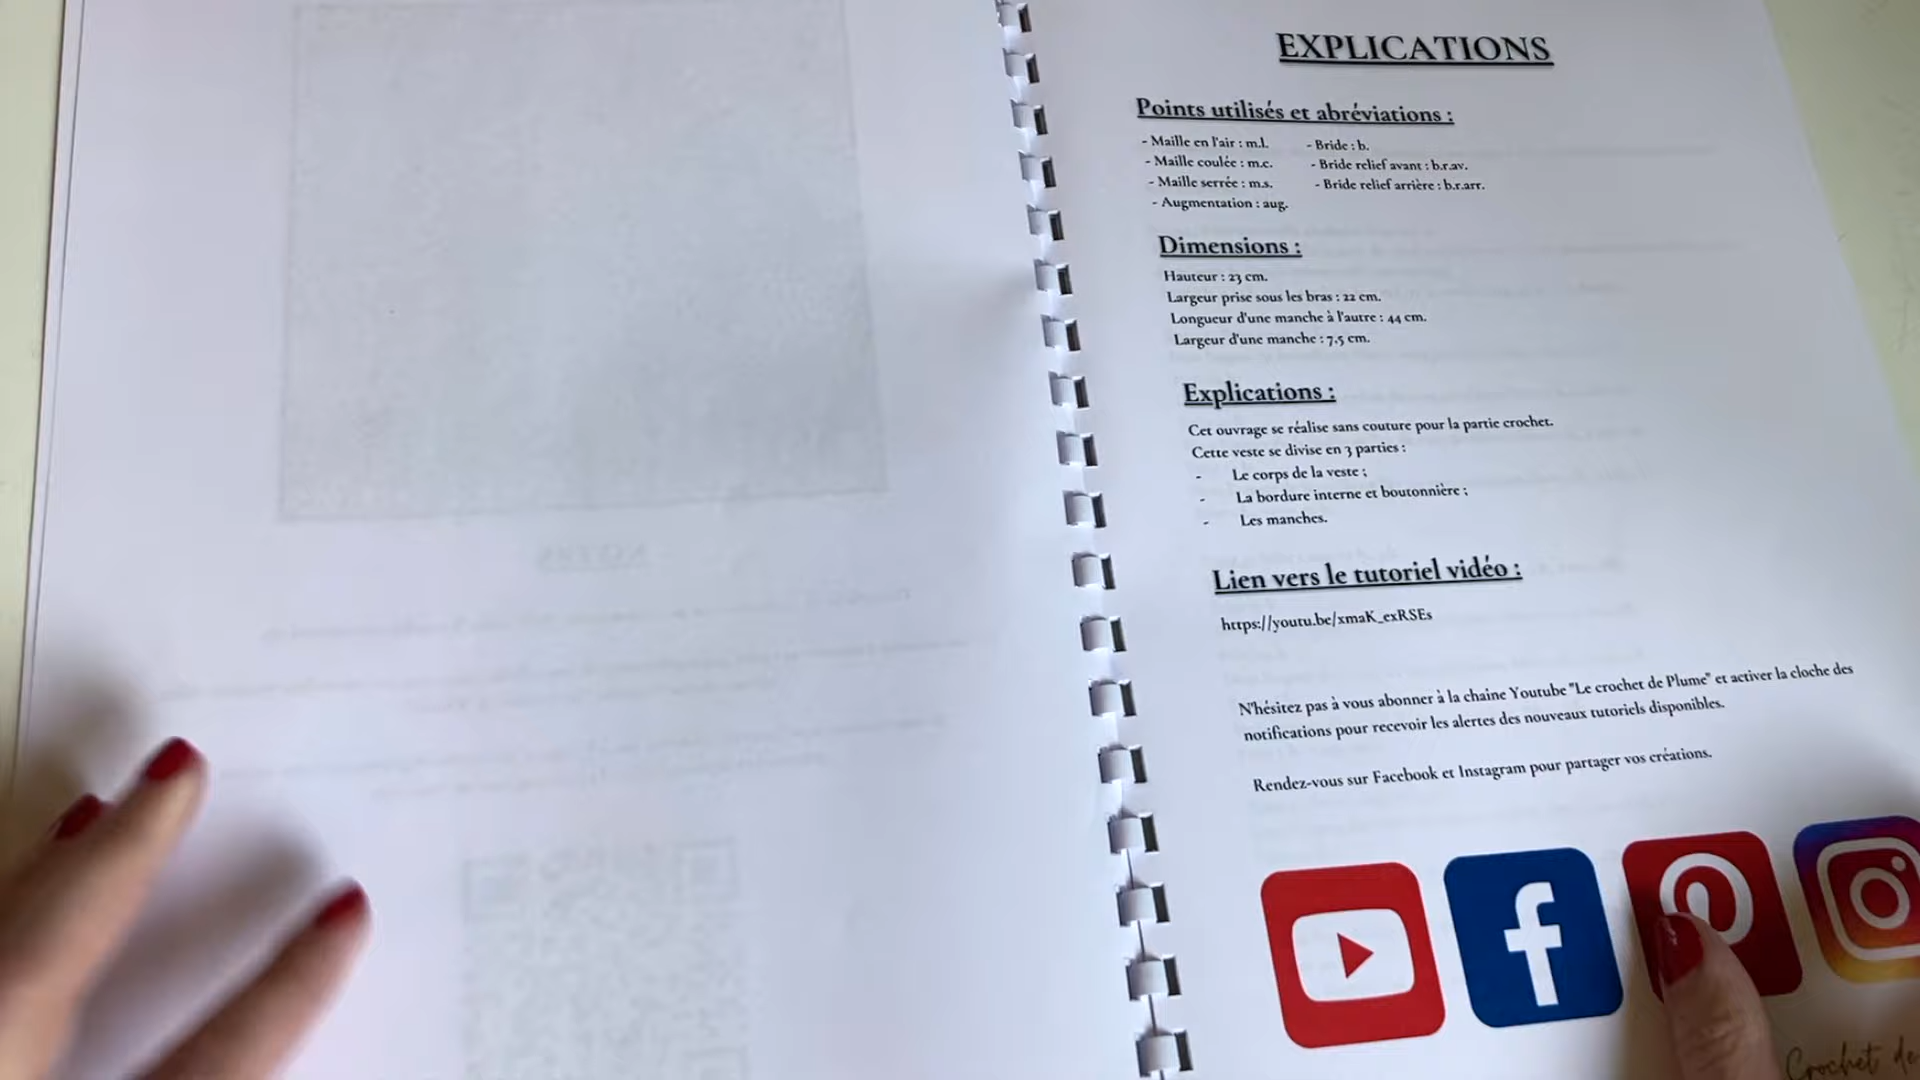 EXPLICATIONS
Points utilisés et abréviations :
- Maille en l'air : m.l.
- Bride : b.
- Maille coulée : m.c.
- Bride relief avant : b.r.av.
- Maille serrée : m.s.
- Bride relief arrière : b.r.arr.
- Augmentation : aug.
Dimensions :
Hauteur : 23 cm.
Largeur prise sous les bras : 22 cm.
Longueur d'une manche à l'autre : 44 cm.
Largeur d'une manche : 7,5 cm.
Explications :
Cet ouvrage se réalise sans couture pour la partie crochet.
Cette veste se divise en 3 parties :
- Le corps de la veste ;
- La bordure interne et boutonnière ;
- Les manches.
Lien vers le tutoriel vidéo :
https://youtu.be/xmaK_exRSEs
N'hésitez pas à vous abonner à la chaine Youtube "Le crochet de Plume" et activer la cloche des
notifications pour recevoir les alertes des nouveaux tutoriels disponibles.
Rendez-vous sur Facebook et Instagram pour partager vos créations.
Crochet de